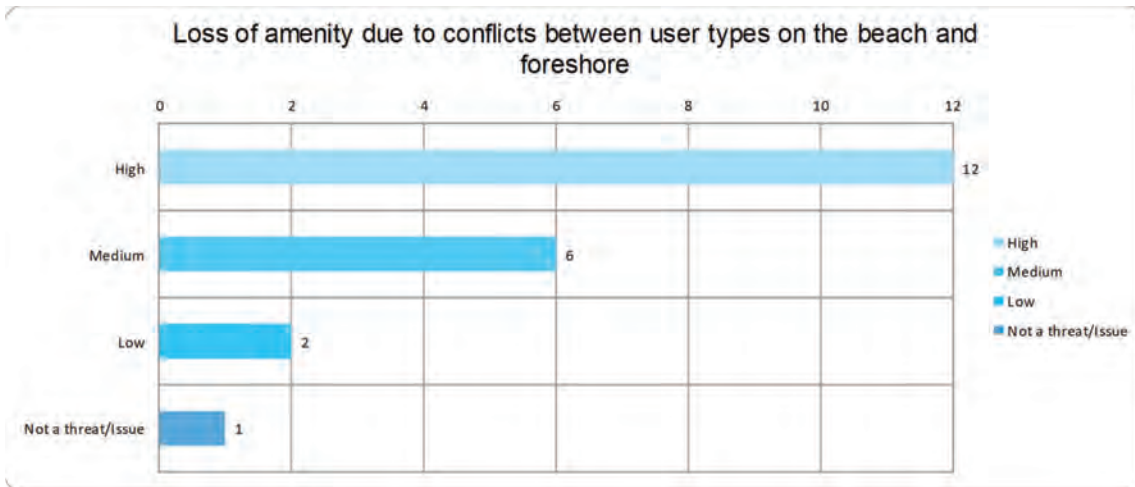 Loss of amenity due to conflicts between user types on the beach and
foreshore
0 2 4 6 8 10 12
High 12
Medium 6
Low 2
Not a threat/Issue 1
High
Medium
Low
Not a threat/Issue